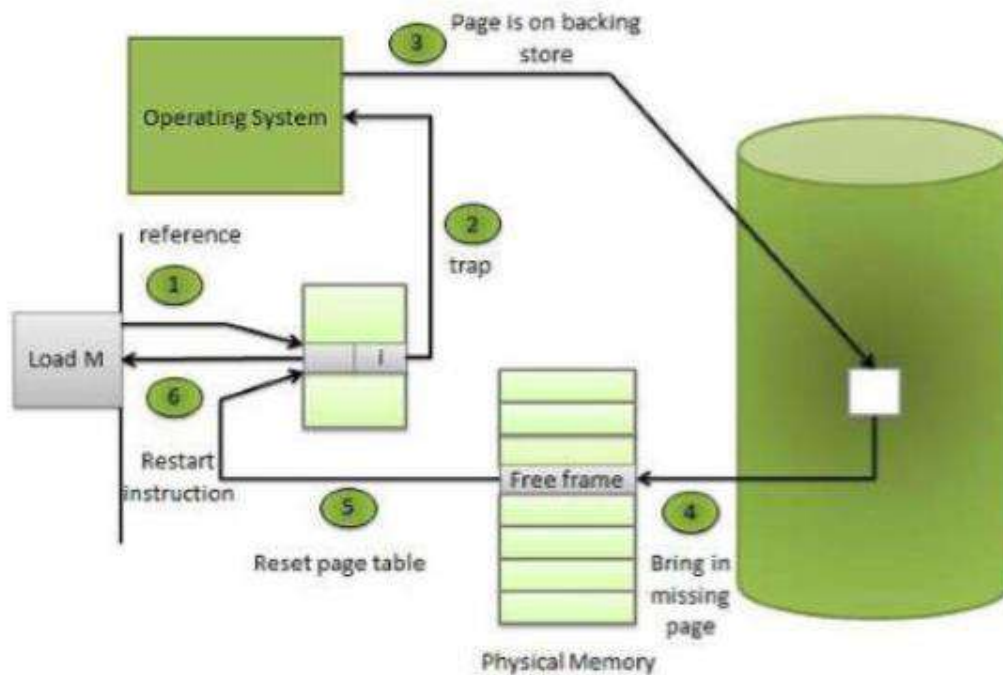 Page is on backing
store
3
Operating System
2
trap
reference
1
Load M
i
6
Restart
instruction
Free frame
5
Reset page table
4
Bring in
missing
page
Physical Memory